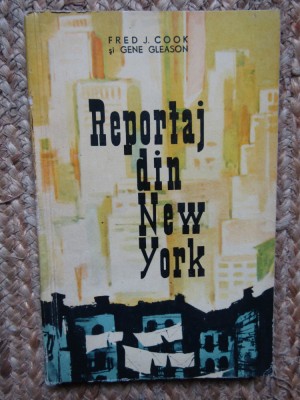 FRED J. COOK
și GENE GLEASON
Reportaj
din
New
York